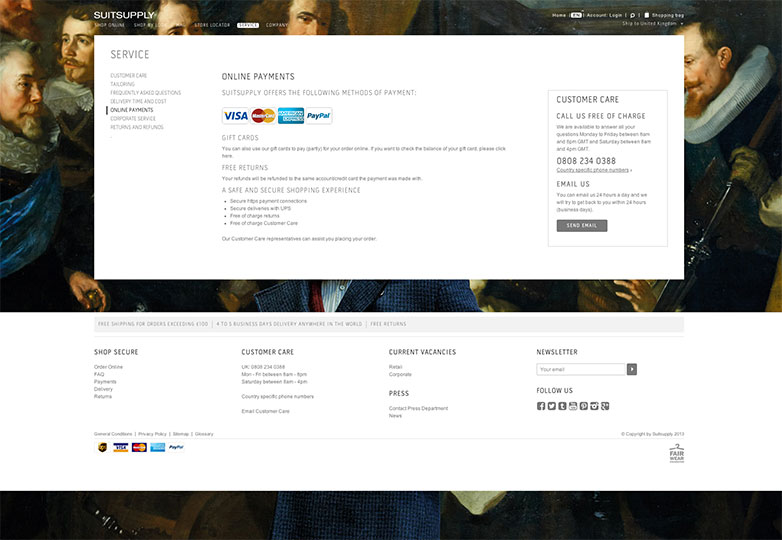 SUITSUPPLY
Home | EN | Account: Login | Shopping bag
SHOP ONLINE SHOP BY LOOK STORE LOCATOR SERVICE COMPANY
Ship to United Kingdom
SERVICE
CUSTOMER CARE
TAILORING
FREQUENTLY ASKED QUESTIONS
DELIVERY TIME AND COST
ONLINE PAYMENTS
CORPORATE SERVICE
RETURNS AND REFUNDS
ONLINE PAYMENTS
SUITSUPPLY OFFERS THE FOLLOWING METHODS OF PAYMENT:
VISA MasterCard AMERICAN EXPRESS PayPal
GIFT CARDS
You can also use our gift cards to pay (partly) for your order online. If you want to check the balance of your gift card, please click
here.
FREE RETURNS
Your refunds will be refunded to the same account/credit card the payment was made with.
A SAFE AND SECURE SHOPPING EXPERIENCE
Secure https payment connections
Secure deliveries with UPS
Free of charge returns
Free of charge Customer Care
Our Customer Care representatives can assist you placing your order.
CUSTOMER CARE
CALL US FREE OF CHARGE
We are available to answer all your
questions Monday to Friday between 8am
and 8pm GMT and Saturday between 8am
and 4pm GMT.
0808 234 0388
Country specific phone numbers ›
EMAIL US
You can email us 24 hours a day and we
will try to get back to you within 24 hours
(business days).
SEND EMAIL
FREE SHIPPING FOR ORDERS EXCEEDING £100 | 4 TO 5 BUSINESS DAYS DELIVERY ANYWHERE IN THE WORLD | FREE RETURNS
SHOP SECURE
Order Online
FAQ
Payments
Delivery
Returns
CUSTOMER CARE
UK: 0808 234 0388
Mon - Fri between 8am - 8pm
Saturday between 8am - 4pm
Country specific phone numbers
Email Customer Care
CURRENT VACANCIES
Retail
Corporate
PRESS
Contact Press Department
News
NEWSLETTER
Your email
FOLLOW US
General Conditions | Privacy Policy | Sitemap | Glossary
© Copyright by Suitsupply 2013
VISA PayPal
FAIR
WEAR